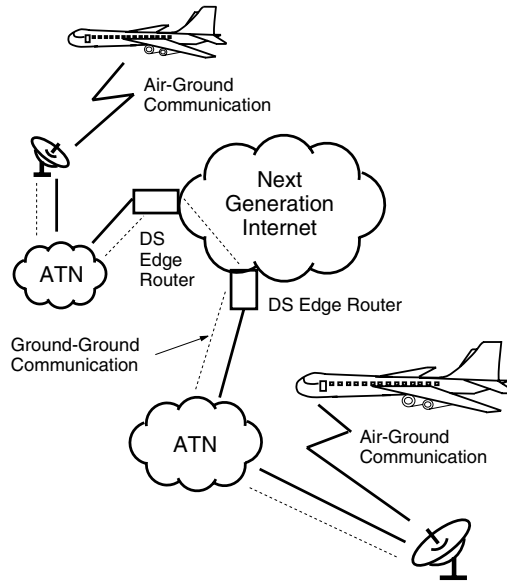 Air-Ground
Communication
Next
Generation
Internet
DS
Edge
Router
ATN
DS Edge Router
Ground-Ground
Communication
ATN
Air-Ground
Communication